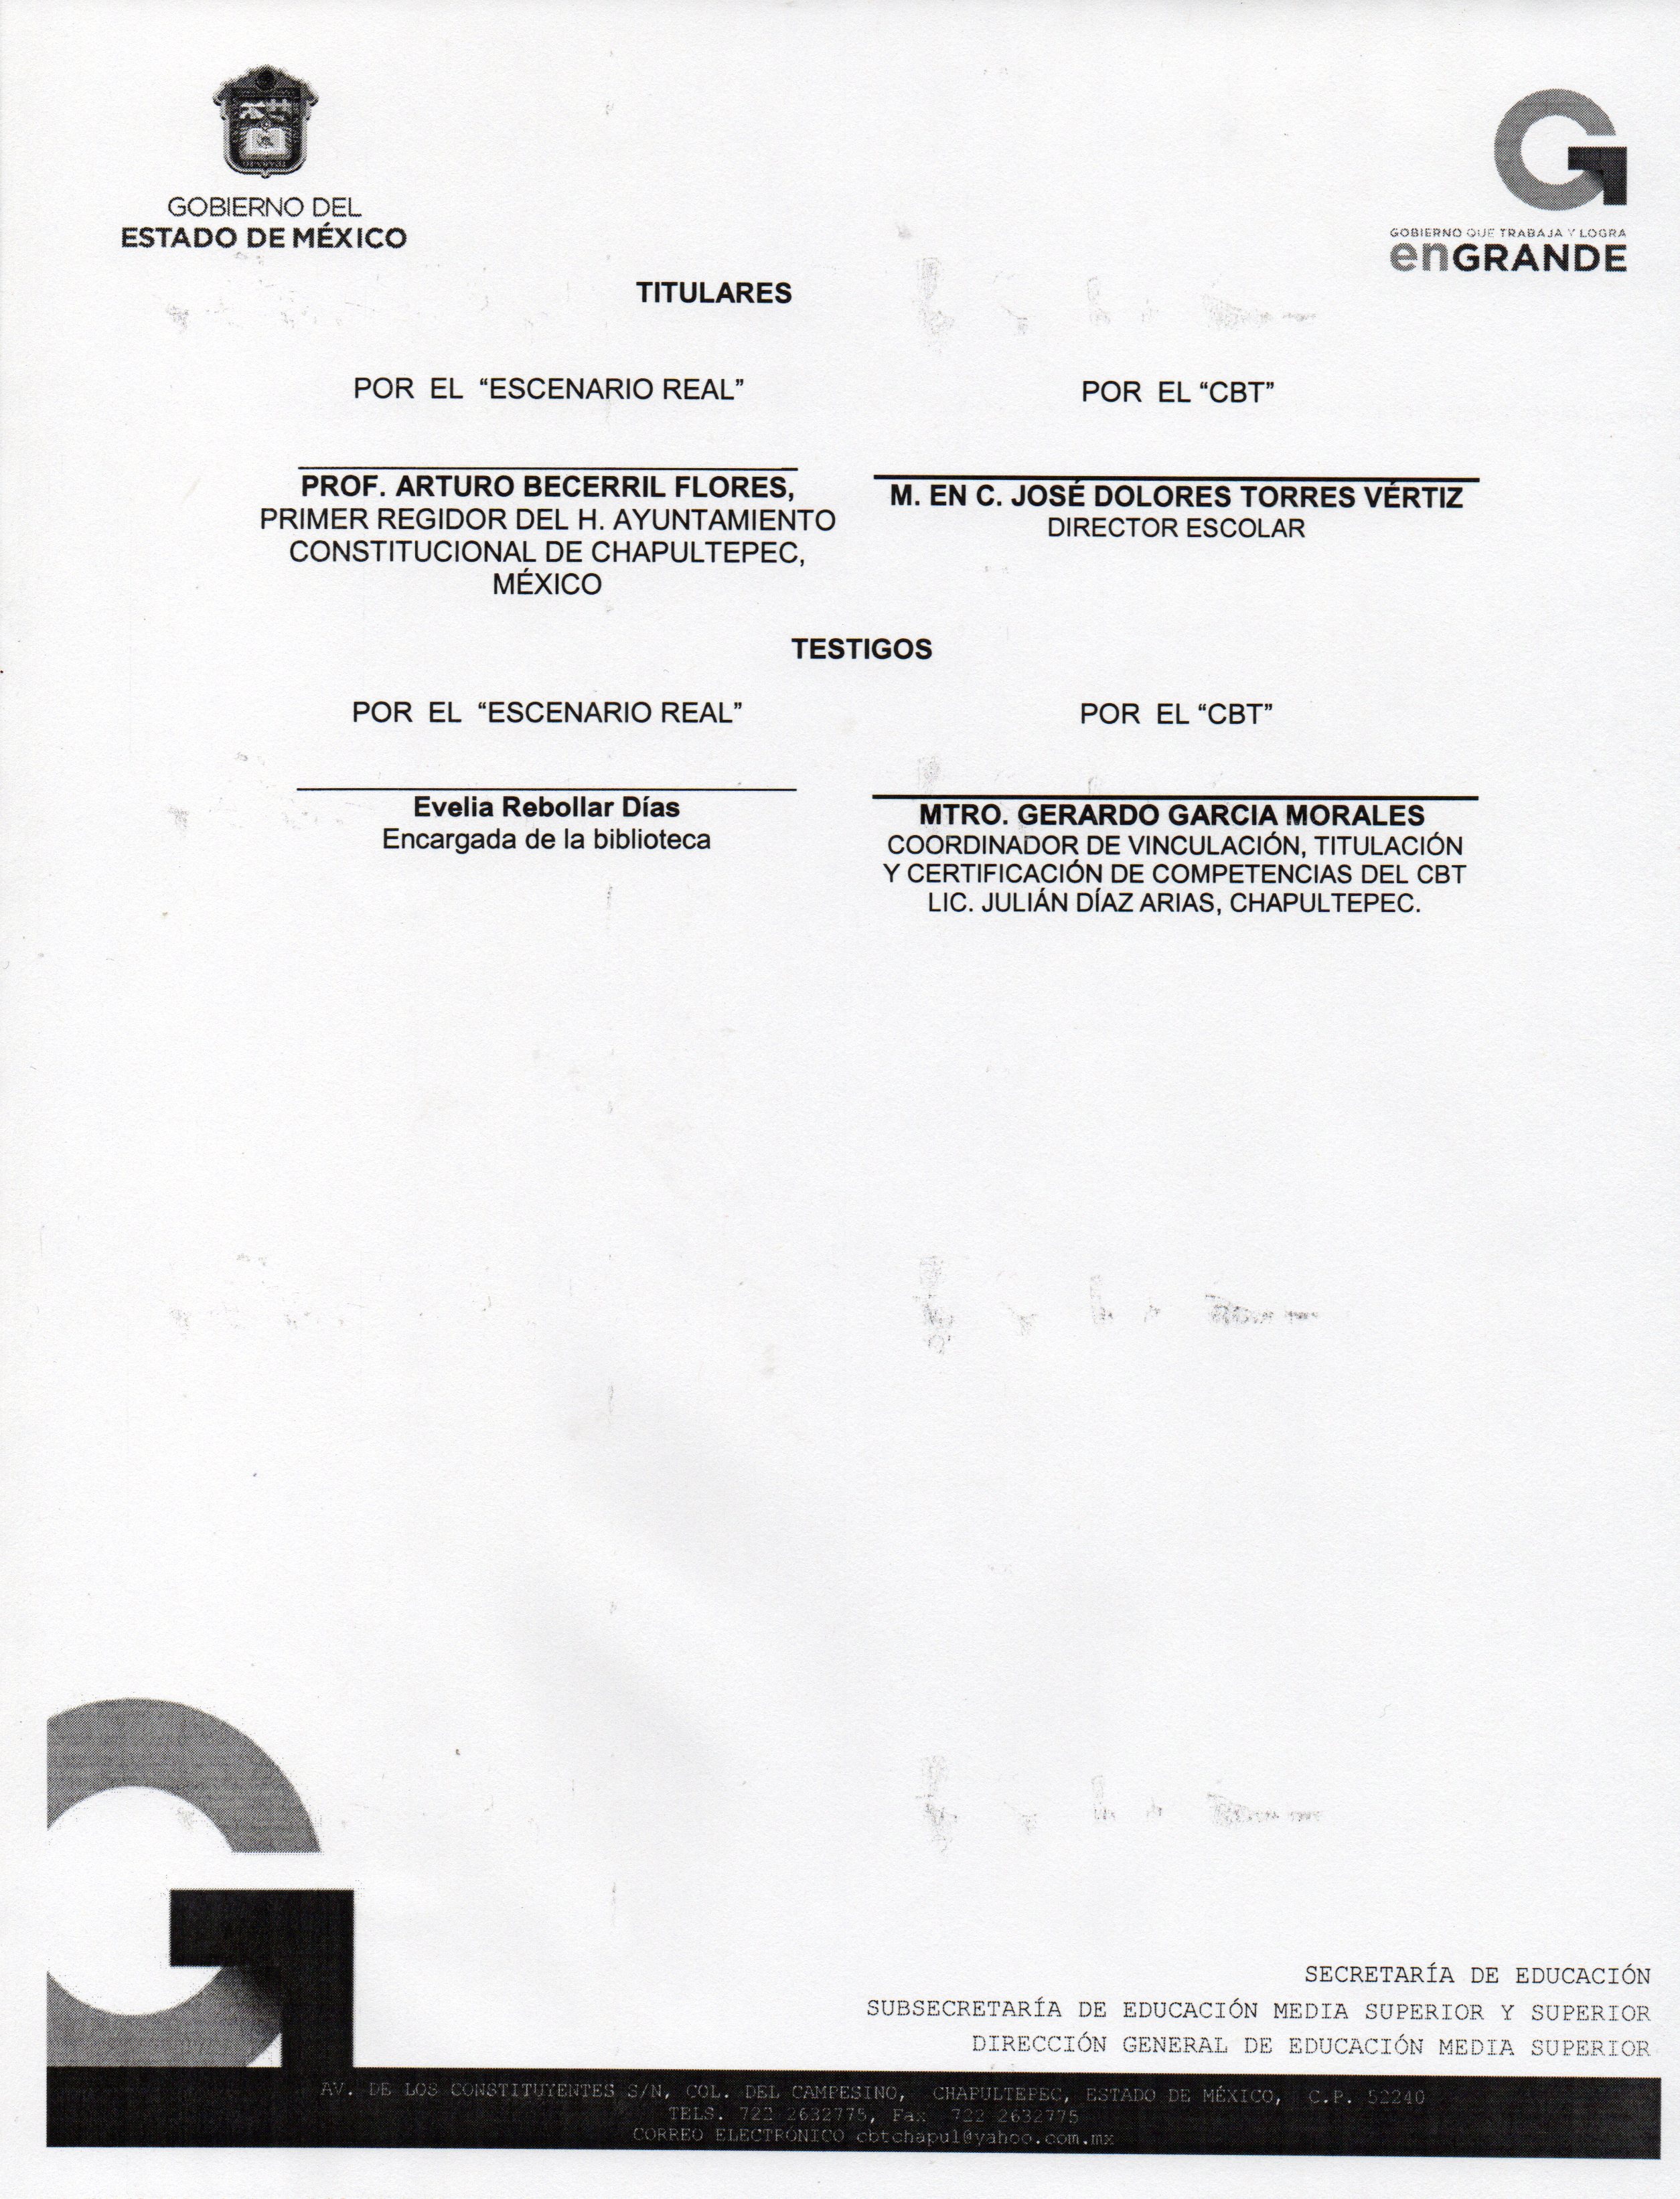 GOBIERNO DEL
ESTADO DE MÉXICO
GOBIERNO QUE TRABAJA Y LOGRA
enGRANDE
TITULARES
POR EL “ESCENARIO REAL”
POR EL “CBT”
PROF. ARTURO BECERRIL FLORES,
PRIMER REGIDOR DEL H. AYUNTAMIENTO
CONSTITUCIONAL DE CHAPULTEPEC,
MÉXICO
M. EN C. JOSÉ DOLORES TORRES VÉRTIZ
DIRECTOR ESCOLAR
TESTIGOS
POR EL “ESCENARIO REAL”
POR EL “CBT”
Evelia Rebollar Días
Encargada de la biblioteca
MTRO. GERARDO GARCIA MORALES
COORDINADOR DE VINCULACIÓN, TITULACIÓN
Y CERTIFICACIÓN DE COMPETENCIAS DEL CBT
LIC. JULIÁN DÍAZ ARIAS, CHAPULTEPEC.
SECRETARÍA DE EDUCACIÓN
SUBSECRETARÍA DE EDUCACIÓN MEDIA SUPERIOR Y SUPERIOR
DIRECCIÓN GENERAL DE EDUCACIÓN MEDIA SUPERIOR
AV. DE LOS CONSTITUYENTES S/N, COL. DEL CAMPESINO, CHAPULTEPEC, ESTADO DE MÉXICO, C.P. 52240
TELS. 722 2632775, Fax 722 2632775
CORREO ELECTRÓNICO cbtchapul@yahoo.com.mx